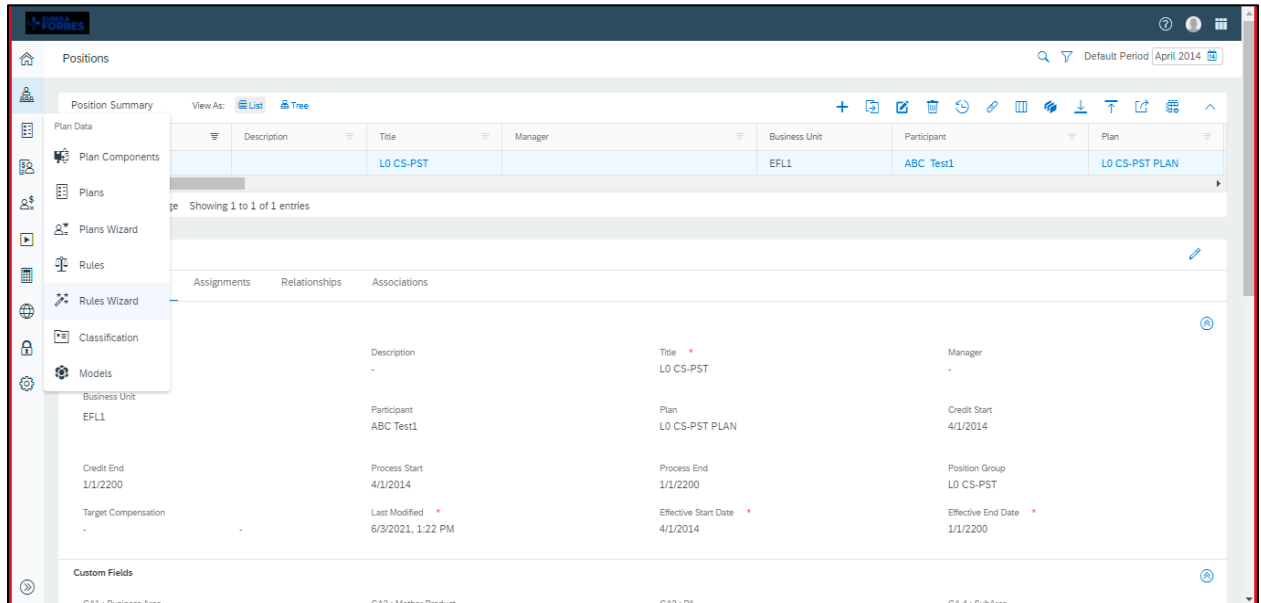 EUREKA
FORBES
Positions
Default Period April 2014
Position Summary View As: List Tree
Plan Data
Description Title Manager Business Unit Participant Plan
L0 CS-PST EFL1 ABC Test1 L0 CS-PST PLAN
Showing 1 to 1 of 1 entries
Plan Components
Plans
Plans Wizard
Rules
Rules Wizard
Classification
Models
Assignments Relationships Associations
Description Title * Manager
- L0 CS-PST -
Business Unit Participant Plan Credit Start
EFL1 ABC Test1 L0 CS-PST PLAN 4/1/2014
Credit End Process Start Process End Position Group
1/1/2200 4/1/2014 1/1/2200 L0 CS-PST
Target Compensation Last Modified * Effective Start Date * Effective End Date *
- - 6/3/2021, 1:22 PM 4/1/2014 1/1/2200
Custom Fields